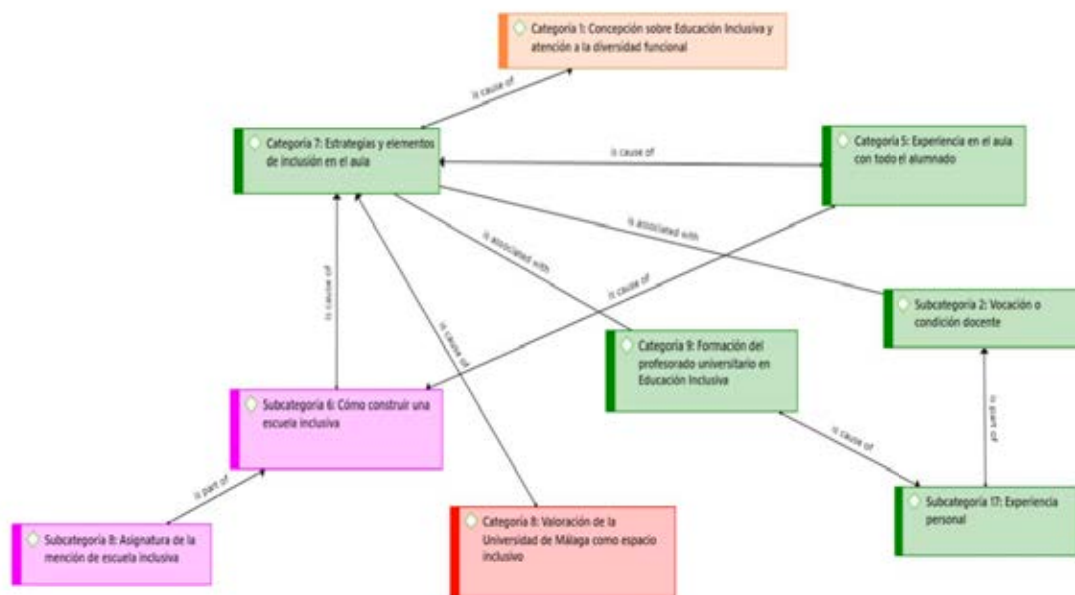 Categoría 1: Concepción sobre Educación Inclusiva y
atención a la diversidad funcional
is cause of
Categoría 7: Estrategias y elementos
de inclusión en el aula
is cause of
Categoría 5: Experiencia en el aula
con todo el alumnado
is associated with
is associated with
is cause of
is cause of
is cause of
Subcategoría 2: Vocación o
condición docente
Categoría 9: Formación del
profesorado universitario en
Educación Inclusiva
Subcategoría 6: Cómo construir una
escuela inclusiva
is part of
is cause of
is part of
Subcategoría 17: Experiencia
personal
Categoría 8: Valoración de la
Universidad de Málaga como espacio
inclusivo
Subcategoría 8: Asignatura de la
mención de escuela inclusiva